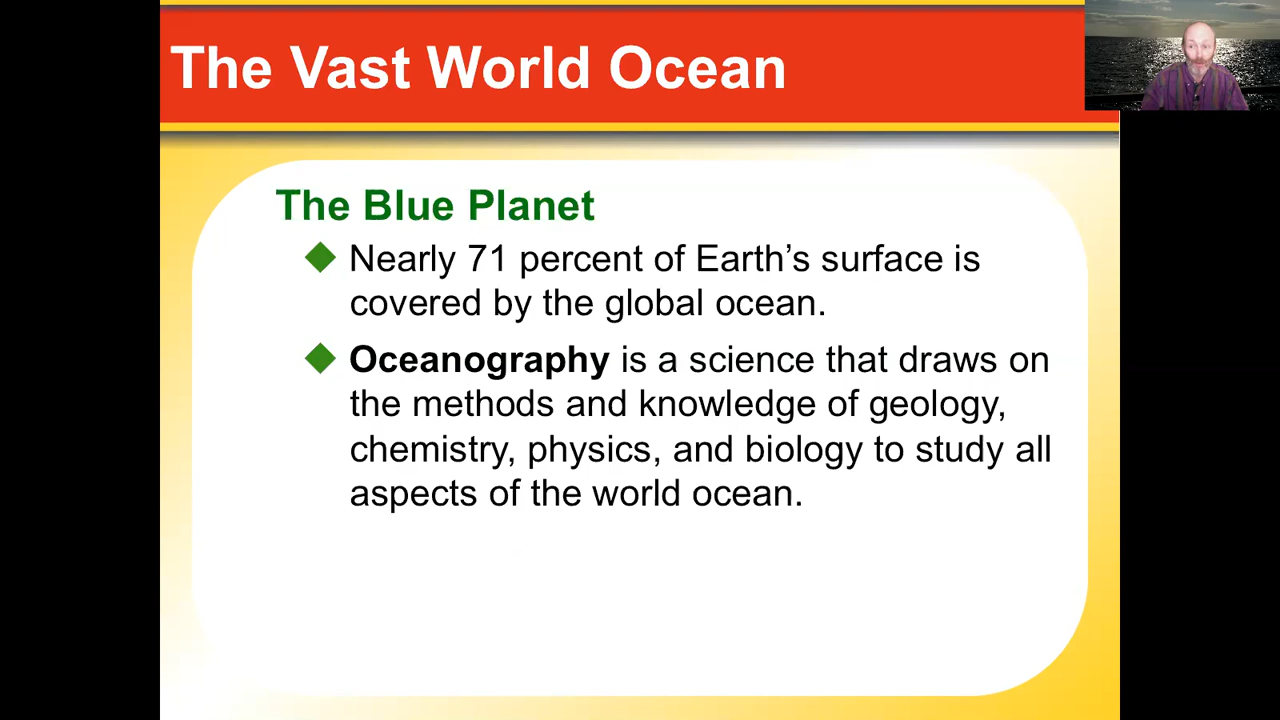 The Vast World Ocean
The Blue Planet
Nearly 71 percent of Earth’s surface is
covered by the global ocean.
Oceanography is a science that draws on
the methods and knowledge of geology,
chemistry, physics, and biology to study all
aspects of the world ocean.